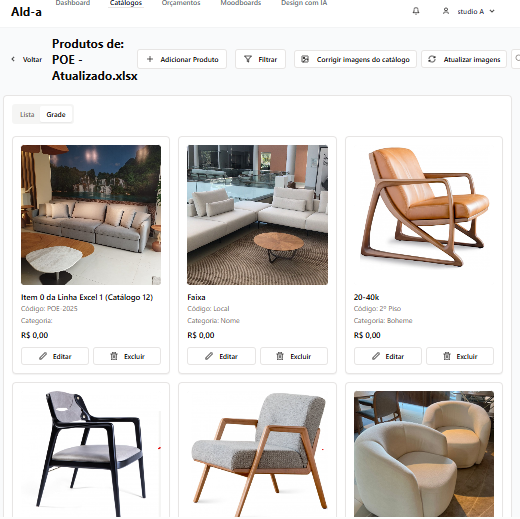 Ald-a
Dashboard
Catálogos
Orçamentos
Moodboards
Design com IA
studio A
Voltar
Produtos de:
POE -
Atualizado.xlsx
Adicionar Produto
Filtrar
Corrigir imagens do catálogo
Atualizar imagens
Lista
Grade
Item 0 da Linha Excel 1 (Catálogo 12)
Código: POE-2025
Categoria:
R$ 0,00
Editar
Excluir
Faixa
Código: Local
Categoria: Nome
R$ 0,00
Editar
Excluir
20-40k
Código: 2º Piso
Categoria: Boheme
R$ 0,00
Editar
Excluir